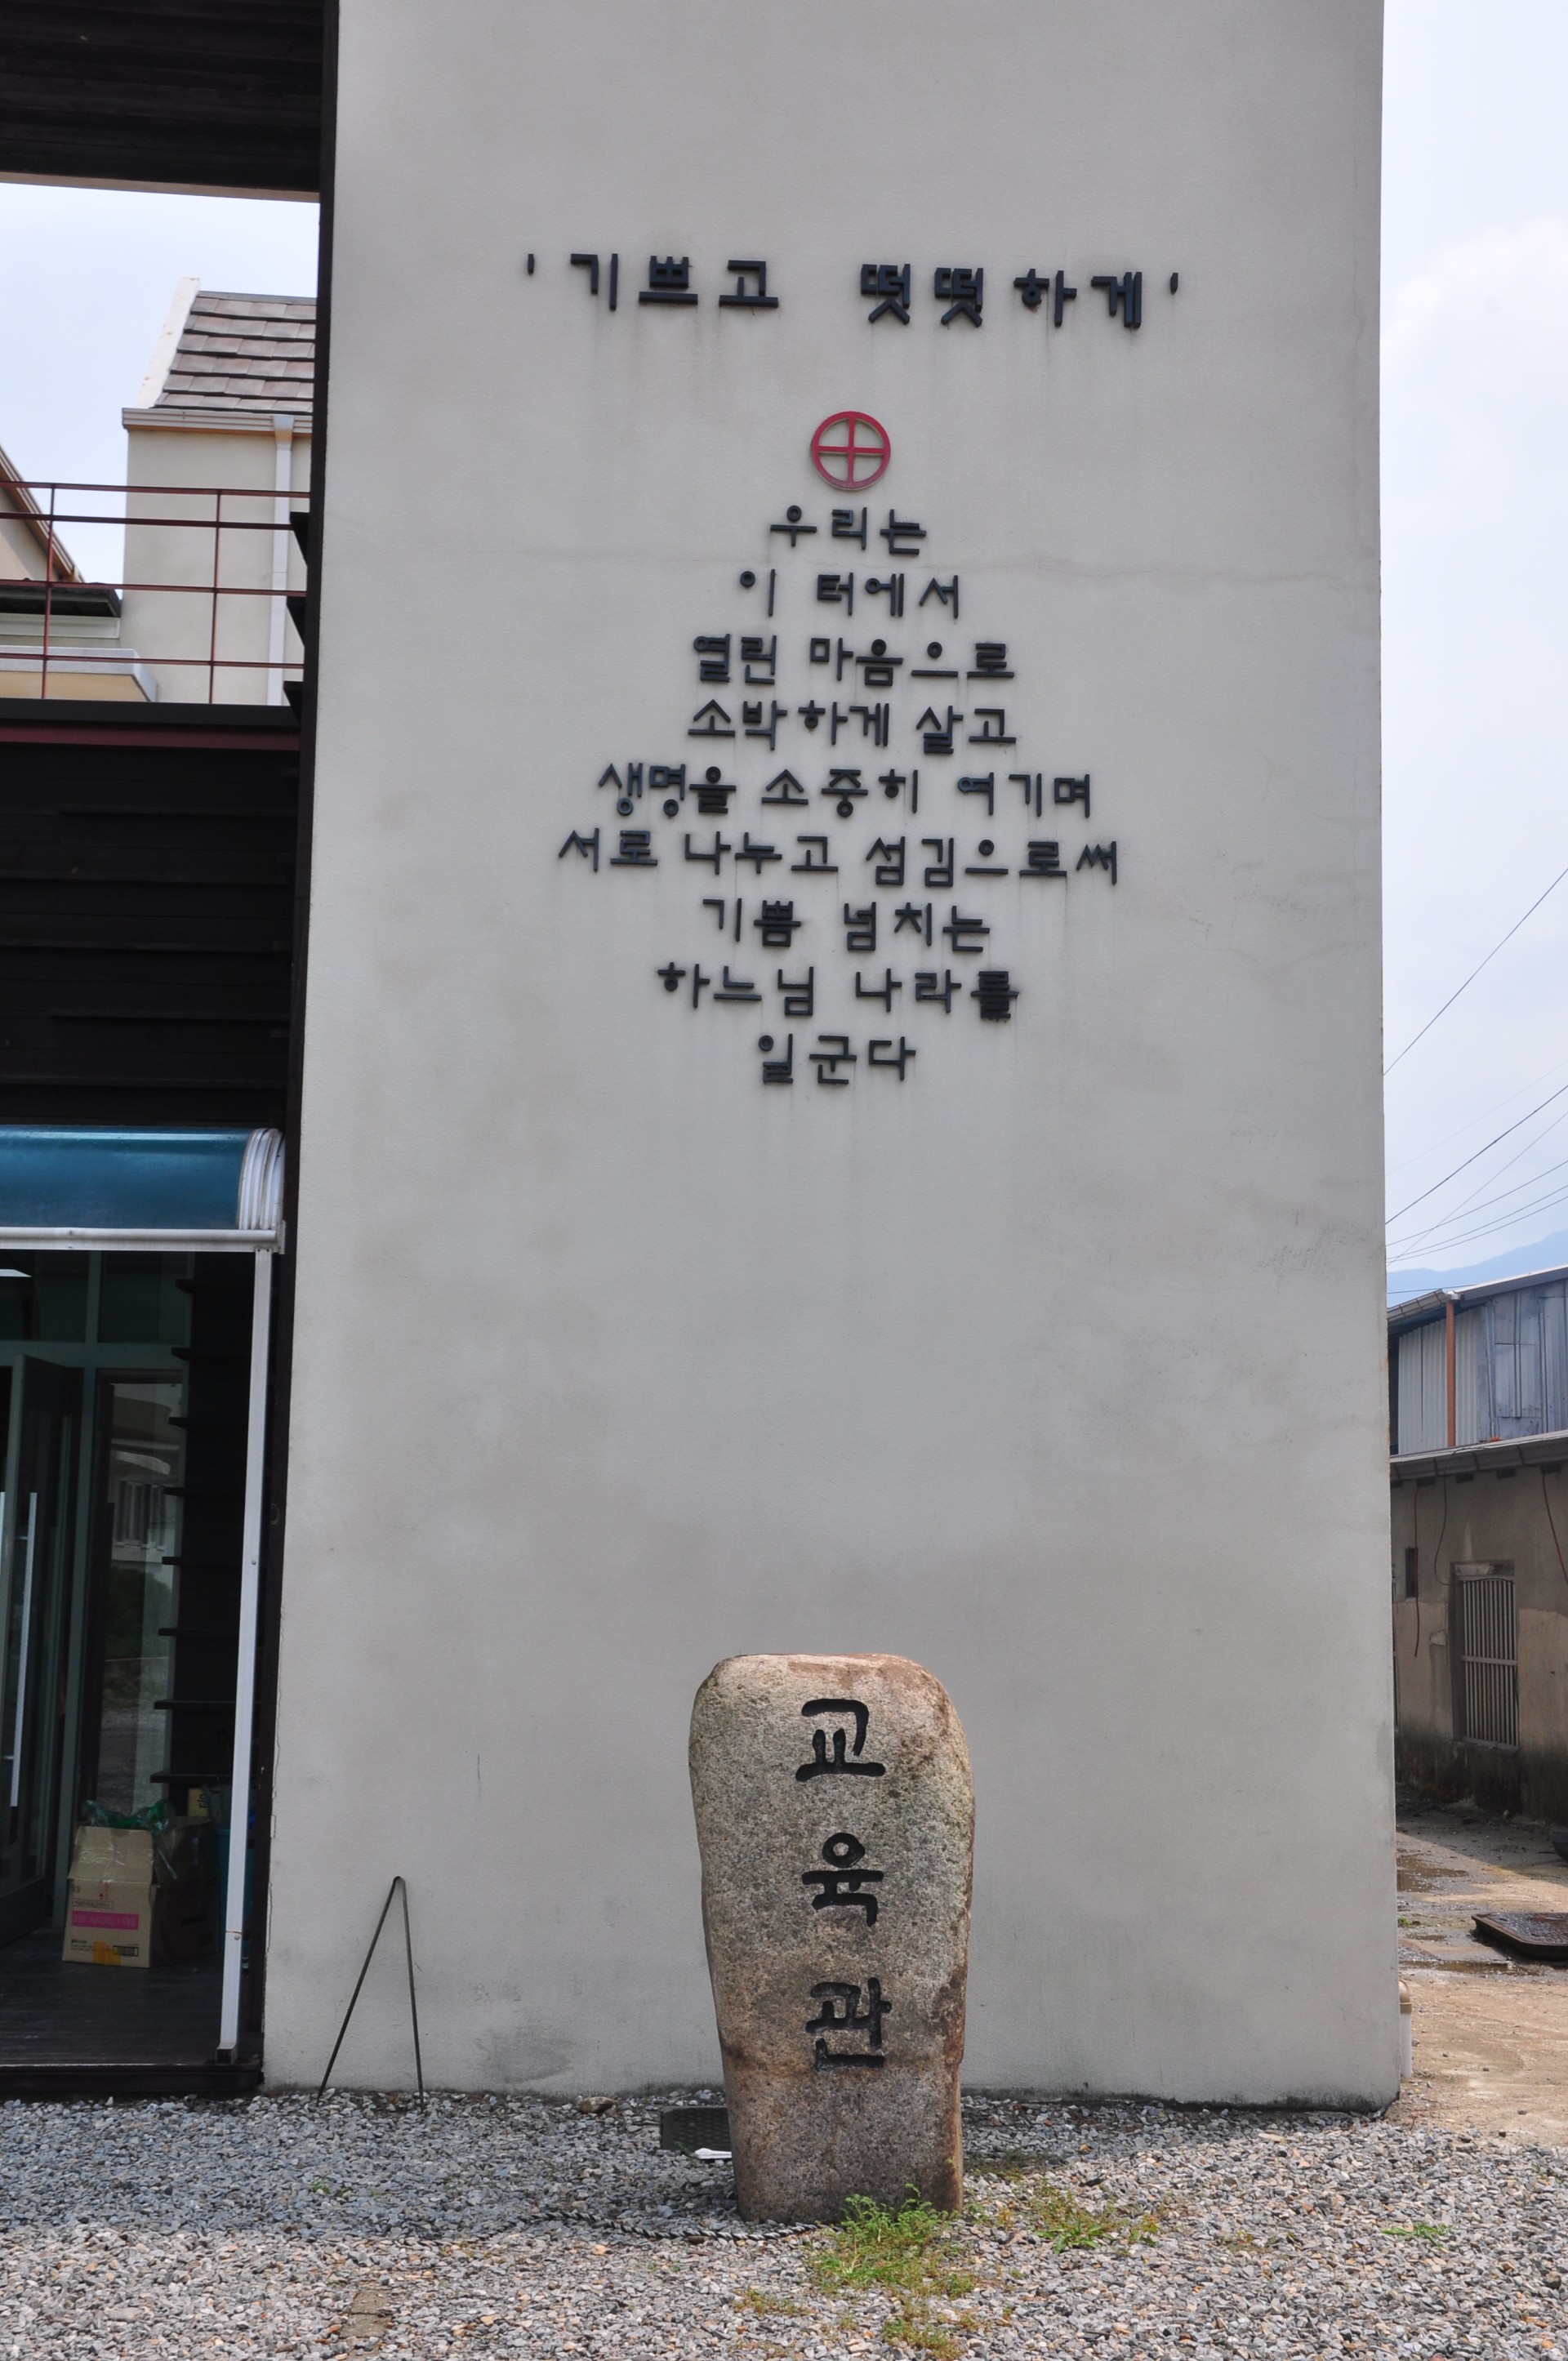 '기쁘고 떳떳하게'
우리는
이 터에서
열린 마음으로
소박하게 살고
생명을 소중히 여기며
서로 나누고 섬김으로써
기쁨 넘치는
하느님 나라를
일군다
교육관